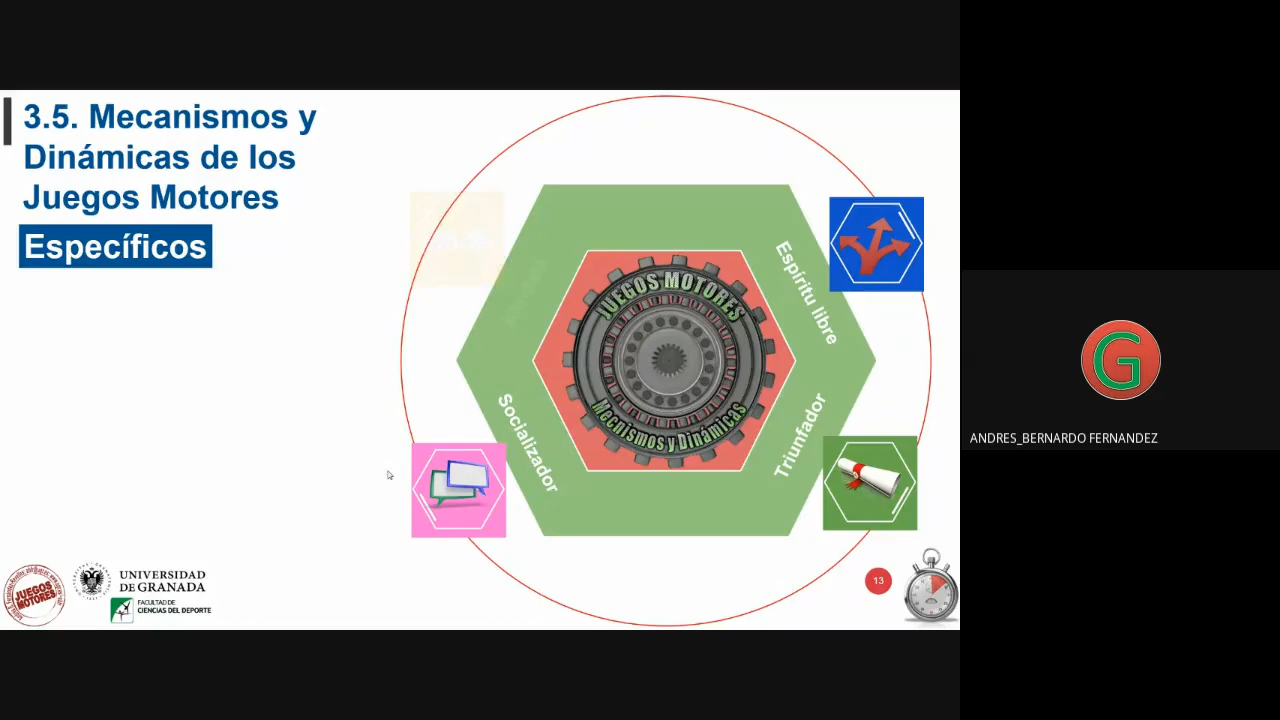 3.5. Mecanismos y
Dinámicas de los
Juegos Motores
Específicos
Espíritu libre
Triunfador
Socializador
JUEGOS MOTORES
Mecnismos y Dinámicas
13
JUEGOS
MOTORES
UNIVERSIDAD
DE GRANADA
FACULTAD DE
CIENCIAS DEL DEPORTE
G
ANDRES_BERNARDO FERNANDEZ